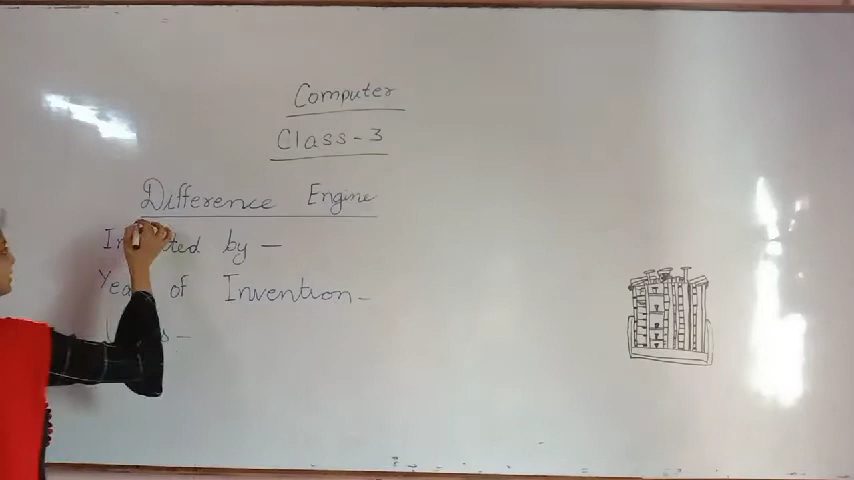 Computer
Class-3
Difference Engine
by -
of Invention -